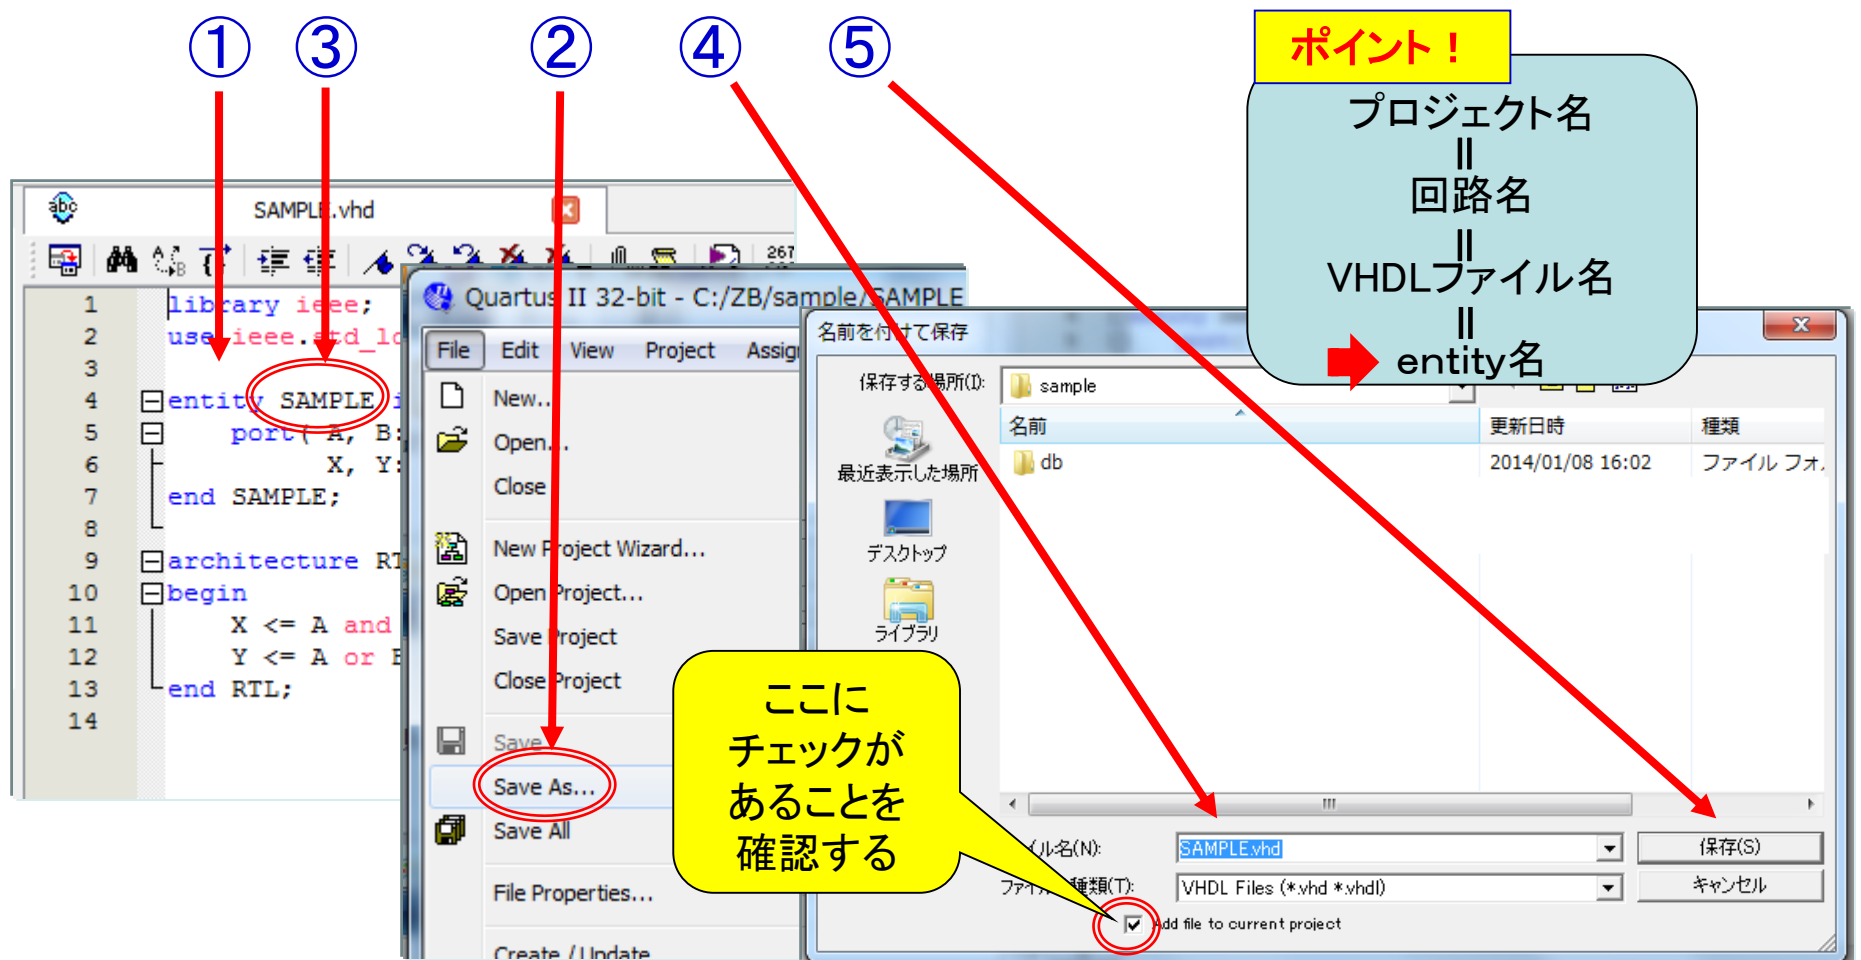 ① ③ ② ④ ⑤
ポイント！
プロジェクト名
||
回路名
||
VHDLファイル名
||
entity名
SAMPLE.vhd
267
1 library ieee;
2 use ieee.std_lo
3
4 entity SAMPLE i
5 port( A, B:
6 X, Y:
7 end SAMPLE;
8
9 architecture RT
10 begin
11 X <= A and
12 Y <= A or B
13 end RTL;
14
Quartus II 32-bit - C:/ZB/sample/SAMPLE
File Edit View Project Assig
New...
Open...
Close
New Project Wizard...
Open Project...
Save Project
Close Project
Save
Save As...
Save All
File Properties...
Create / Update
ここに
チェックが
あることを
確認する
名前を付けて保存
保存する場所(I): sample
名前 更新日時 種類
db 2014/01/08 16:02 ファイル フォ
最近表示した場所
デスクトップ
ライブラリ
イル名(N): SAMPLE.vhd 保存(S)
ファイル 種類(T): VHDL Files (*.vhd *.vhdl) キャンセル
Add file to current project